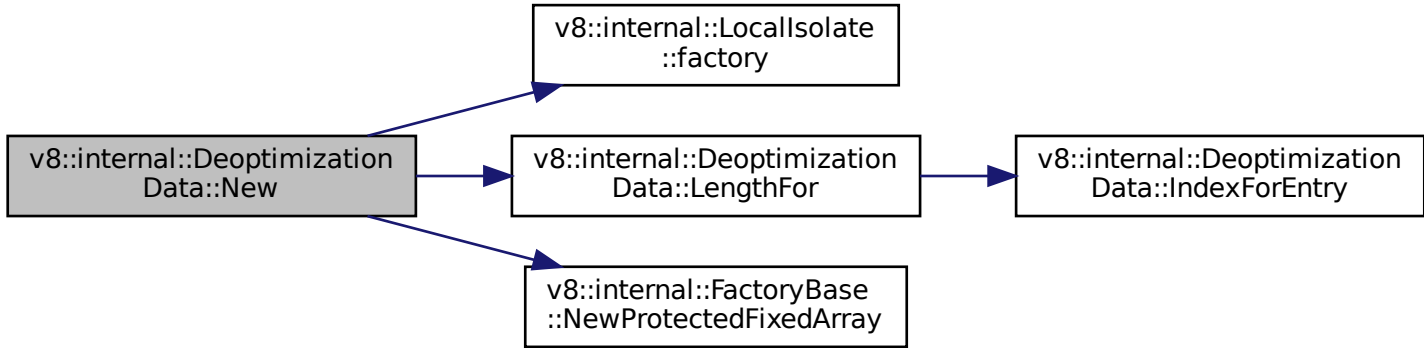 v8::internal::LocalIsolate
::factory
v8::internal::Deoptimization
Data::New
v8::internal::Deoptimization
Data::LengthFor
v8::internal::Deoptimization
Data::IndexForEntry
v8::internal::FactoryBase
::NewProtectedFixedArray